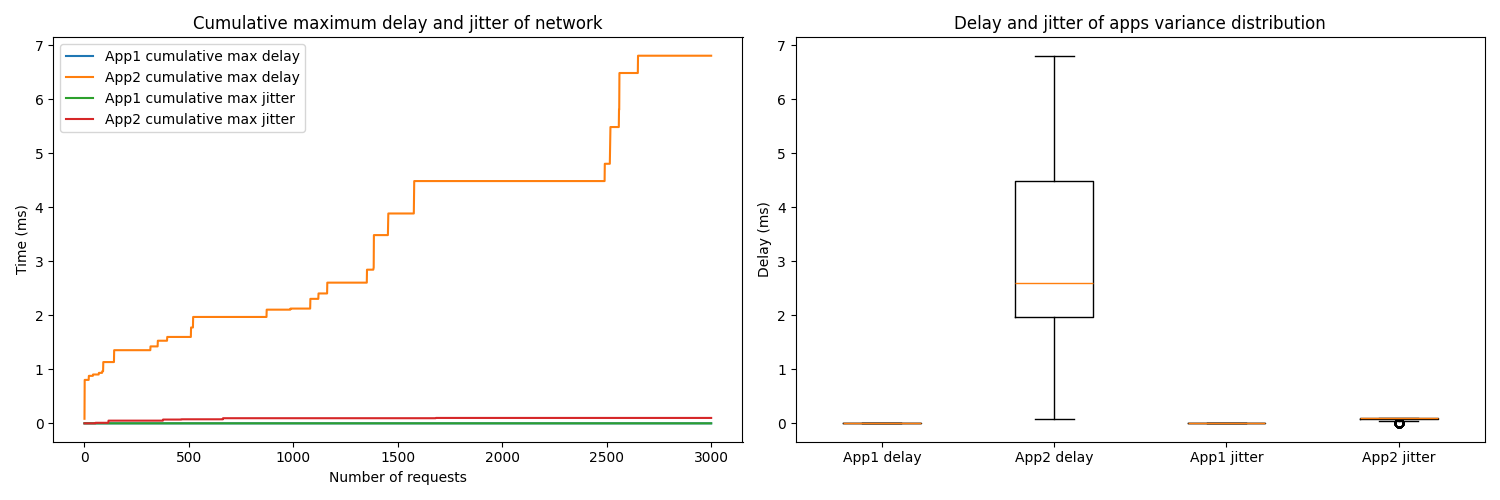 Cumulative maximum delay and jitter of network
App1 cumulative max delay
App2 cumulative max delay
App1 cumulative max jitter
App2 cumulative max jitter
Time (ms)
7
6
5
4
3
2
1
0
0 500 1000 1500 2000 2500 3000
Number of requests
Delay and jitter of apps variance distribution
Delay (ms)
7
6
5
4
3
2
1
0
App1 delay App2 delay App1 jitter App2 jitter